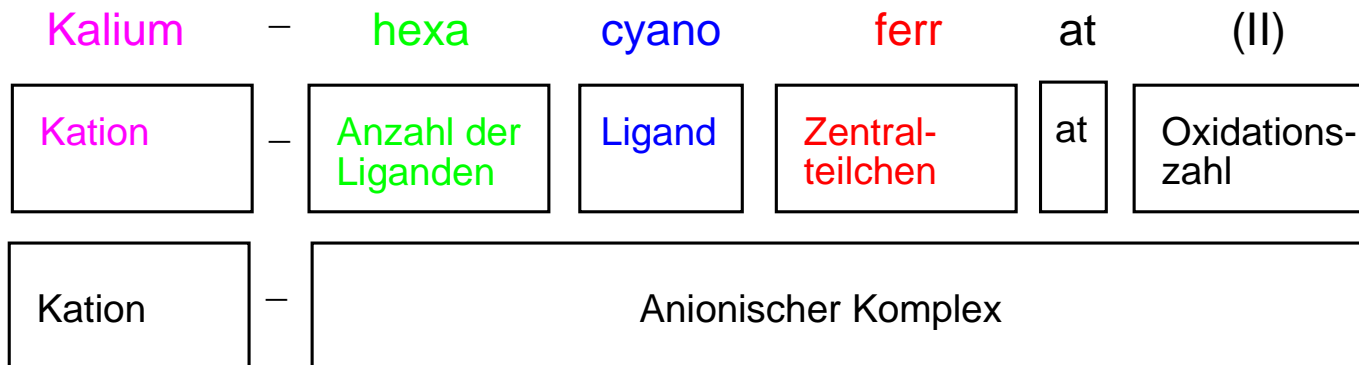 Kalium – hexa cyano ferr at (II)
Kation – Anzahl der Liganden Ligand Zentral- teilchen at Oxidations- zahl
Kation – Anionischer Komplex